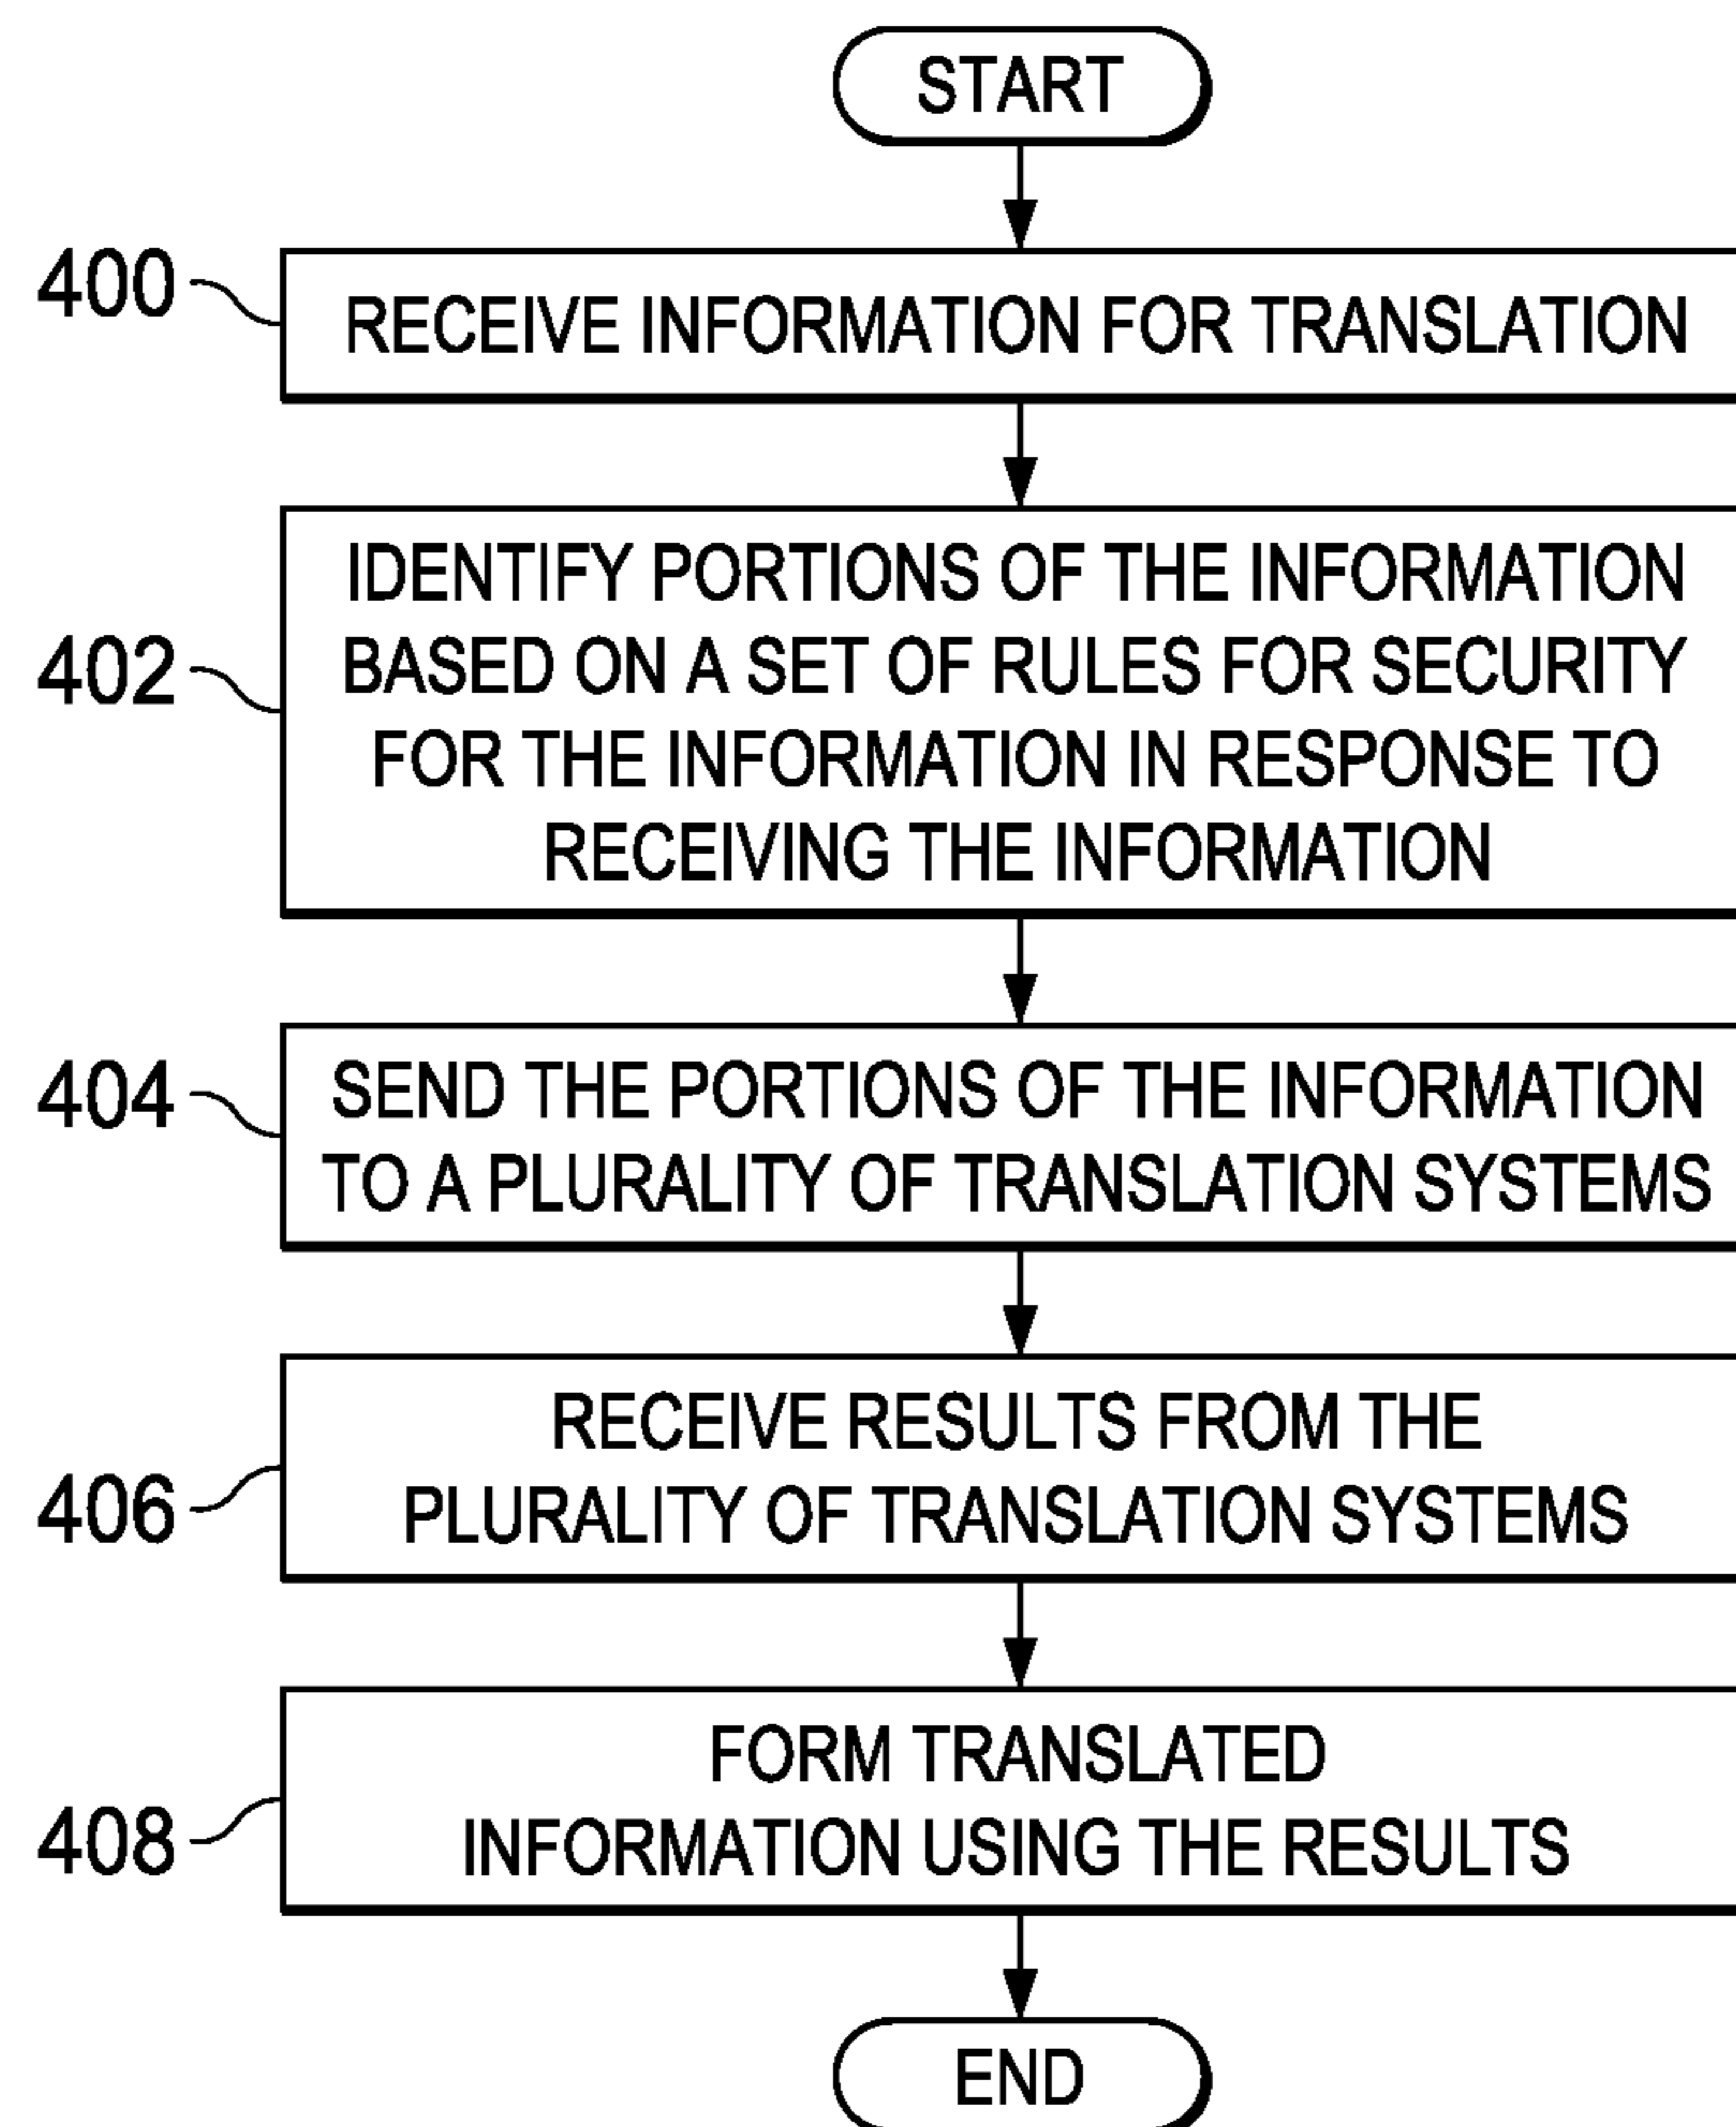 START
400
RECEIVE INFORMATION FOR TRANSLATION
402
IDENTIFY PORTIONS OF THE INFORMATION
BASED ON A SET OF RULES FOR SECURITY
FOR THE INFORMATION IN RESPONSE TO
RECEIVING THE INFORMATION
404
SEND THE PORTIONS OF THE INFORMATION
TO A PLURALITY OF TRANSLATION SYSTEMS
406
RECEIVE RESULTS FROM THE
PLURALITY OF TRANSLATION SYSTEMS
408
FORM TRANSLATED
INFORMATION USING THE RESULTS
END